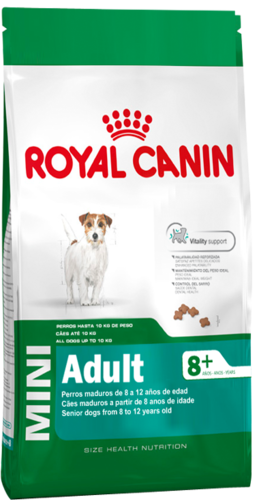 ROYAL CANIN
Vitality support
PERROS HASTA 10 KG DE PESO
CÃES ATÉ 10 KG
ALL DOGS UP TO 10 KG
MINI
Adult 8+
Perros maduros de 8 a 12 años de edad
Cães maduros a partir de 8 anos de idade
Senior dogs from 8 to 12 years old
SIZE HEALTH NUTRITION